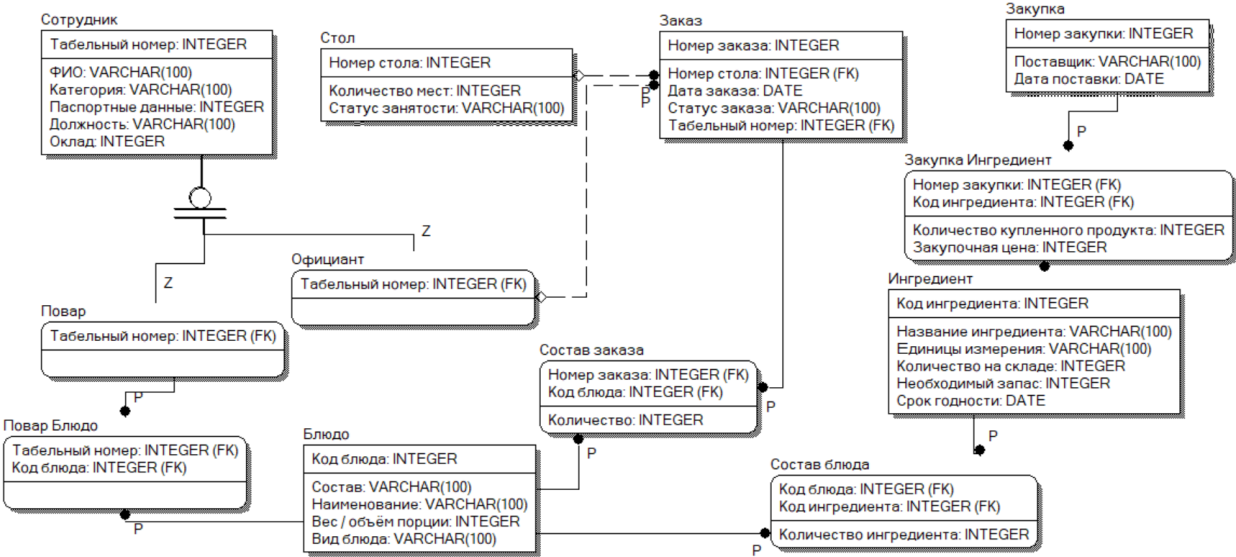 Сотрудник
Табельный номер: INTEGER
ФИО: VARCHAR(100)
Категория: VARCHAR(100)
Паспортные данные: INTEGER
Должность: VARCHAR(100)
Оклад: INTEGER
Стол
Номер стола: INTEGER
Количество мест: INTEGER
Статус занятости: VARCHAR(100)
P
P
Заказ
Номер заказа: INTEGER
Номер стола: INTEGER (FK)
Дата заказа: DATE
Статус заказа: VARCHAR(100)
Табельный номер: INTEGER (FK)
Закупка
Номер закупки: INTEGER
Поставщик: VARCHAR(100)
Дата поставки: DATE
P
Закупка Ингредиент
Номер закупки: INTEGER (FK)
Код ингредиента: INTEGER (FK)
Количество купленного продукта: INTEGER
Закупочная цена: INTEGER
Z
Z
Официант
Табельный номер: INTEGER (FK)
Ингредиент
Код ингредиента: INTEGER
Название ингредиента: VARCHAR(100)
Единицы измерения: VARCHAR(100)
Количество на складе: INTEGER
Необходимый запас: INTEGER
Срок годности: DATE
P
Повар
Табельный номер: INTEGER (FK)
P
Состав заказа
Номер заказа: INTEGER (FK)
Код блюда: INTEGER (FK)
Количество: INTEGER
P
P
Повар Блюдо
Табельный номер: INTEGER (FK)
Код блюда: INTEGER (FK)
P
Блюдо
Код блюда: INTEGER
Состав: VARCHAR(100)
Наименование: VARCHAR(100)
Вес / объём порции: INTEGER
Вид блюда: VARCHAR(100)
P
Состав блюда
Код блюда: INTEGER (FK)
Код ингредиента: INTEGER (FK)
Количество ингредиента: INTEGER